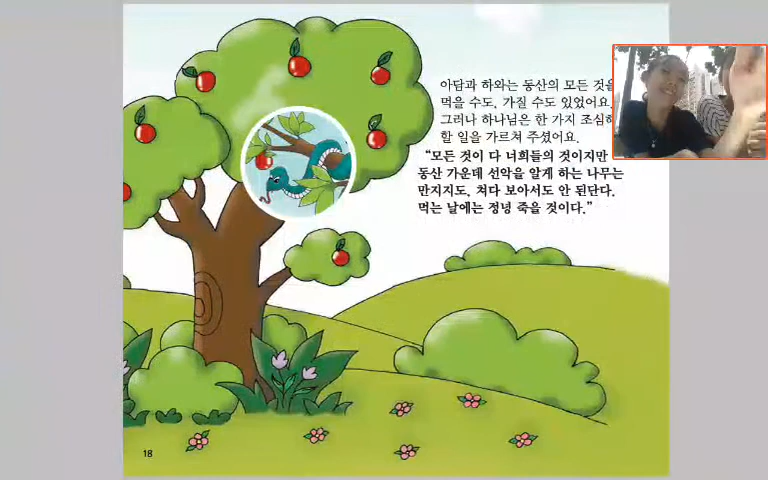 아담과 하와는 동산의 모든 것을
먹을 수도, 가질 수도 있었어요.
그러나 하나님은 한 가지 조심해
할 일을 가르쳐 주셨어요.
“모든 것이 다 너희들의 것이지만
동산 가운데 선악을 알게 하는 나무는
만지지도, 쳐다 보아서도 안 된단다.
먹는 날에는 정녕 죽을 것이다.”
18